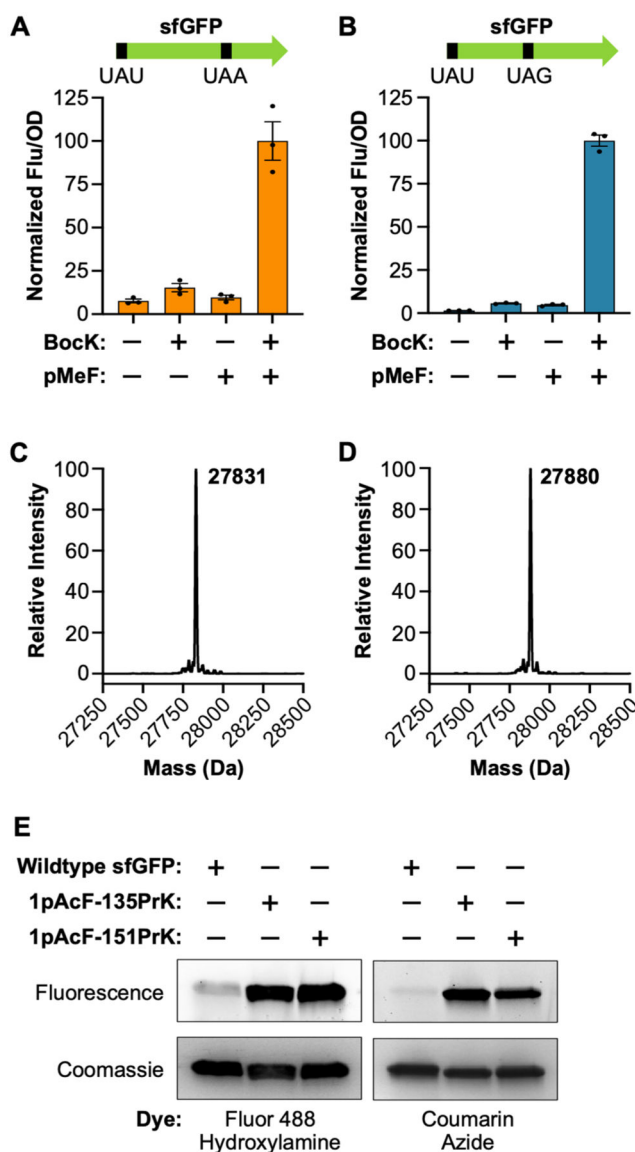 A
sfGFP
UAU UAA
Normalized Flu/OD
125
100
75
50
25
0
BocK: — + — +
pMeF: — — + +
B
sfGFP
UAU UAG
Normalized Flu/OD
125
100
75
50
25
0
BocK: — + — +
pMeF: — — + +
C
Relative Intensity
100
80
60
40
20
0
27831
27250 27500 27750 28000 28250 28500
Mass (Da)
D
Relative Intensity
100
80
60
40
20
0
27880
27250 27500 27750 28000 28250 28500
Mass (Da)
E
Wildtype sfGFP: + — — + — —
1pAcF-135PrK: — + — — + —
1pAcF-151PrK: — — + — — +
Fluorescence
Coomassie
Dye: Fluor 488 Coumarin
Hydroxylamine Azide